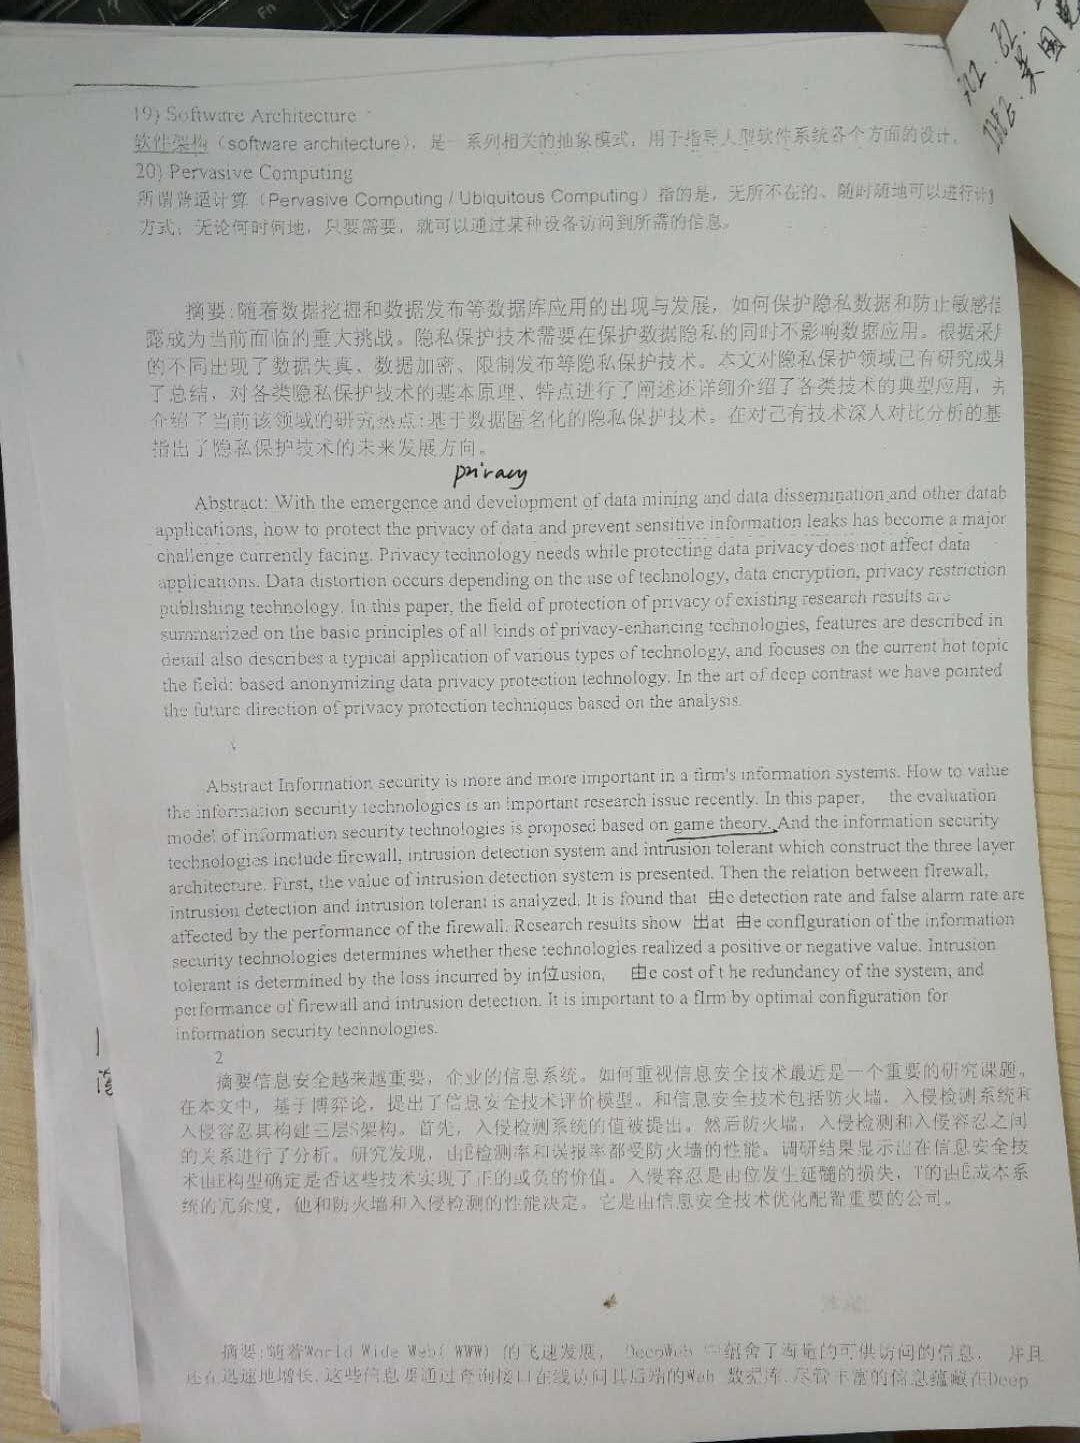 19) Software Architecture
软件架构（software architecture），是一系列相关的抽象模式，用于指导大型软件系统各个方面的设计。
20) Pervasive Computing
所谓普适计算（Pervasive Computing / Ubiquitous Computing）指的是，无所不在的、随时随地可以进行计
方式；无论何时何地，只要需要，就可以通过某种设备访问到所需的信息。
摘要:随着数据挖掘和数据发布等数据库应用的出现与发展，如何保护隐私数据和防止敏感信
露成为当前面临的重大挑战。隐私保护技术需要在保护数据隐私的同时不影响数据应用。根据采
的不同出现了数据失真、数据加密、限制发布等隐私保护技术。本文对隐私保护领域已有研究成
了总结，对各类隐私保护技术的基本原理、特点进行了阐述还详细介绍了各类技术的典型应用，
介绍了当前该领域的研究热点:基于数据匿名化的隐私保护技术。在对已有技术深人对比分析的基
指出了隐私保护技术的未来发展方向。
privacy
Abstract: With the emergence and development of data mining and data dissemination and other datab
applications, how to protect the privacy of data and prevent sensitive information leaks has become a major
challenge currently facing. Privacy technology needs while protecting data privacy does not affect data
applications. Data distortion occurs depending on the use of technology, data encryption, privacy restriction
publishing technology. In this paper, the field of protection of privacy of existing research results are
summarized on the basic principles of all kinds of privacy-enhancing technologies, features are described in
detail also describes a typical application of various types of technology, and focuses on the current hot topic
the field: based anonymizing data privacy protection technology. In the art of deep contrast we have pointed
the future direction of privacy protection techniques based on the analysis.
Abstract Information security is more and more important in a firm's information systems. How to value
the information security technologies is an important research issue recently. In this paper, the evaluation
model of information security technologies is proposed based on game theory. And the information security
technologies include firewall, intrusion detection system and intrusion tolerant which construct the three layer
architecture. First, the value of intrusion detection system is presented. Then the relation between firewall,
intrusion detection and intrusion tolerant is analyzed. It is found that 由e detection rate and false alarm rate are
affected by the performance of the firewall. Research results show 出at 由e conflguration of the information
security technologies determines whether these technologies realized a positive or negative value. Intrusion
tolerant is determined by the loss incurred by in位usion, 由e cost of t he redundancy of the system, and
performance of firewall and intrusion detection. It is important to a flrm by optimal configuration for
information security technologies.
2
摘要信息安全越来越重要，企业的信息系统。如何重视信息安全技术最近是一个重要的研究课题。
在本文中，基于博弈论，提出了信息安全技术评价模型。和信息安全技术包括防火墙，入侵检测系统和
入侵容忍其构建三层S架构。首先，入侵检测系统的值被提出。然后防火墙，入侵检测和入侵容忍之间
的关系进行了分析。研究发现，由E检测率和误报率都受防火墙的性能。调研结果显示出在信息安全技
术由E构型确定是否这些技术实现了正的或负的价值。入侵容忍是由位发生延髓的损失，T的由E成本系
统的冗余度，他和防火墙和入侵检测的性能决定。它是由信息安全技术优化配置重要的公司。
摘要:随着World Wide Web( WWW) 的飞速发展， DeepWeb 中蕴含了海量的可供访问的信息， 并且
还在迅速地增长.这些信息要通过查询接口在线访问其后端的Web 数据库.尽管丰富的信息蕴藏在Deep